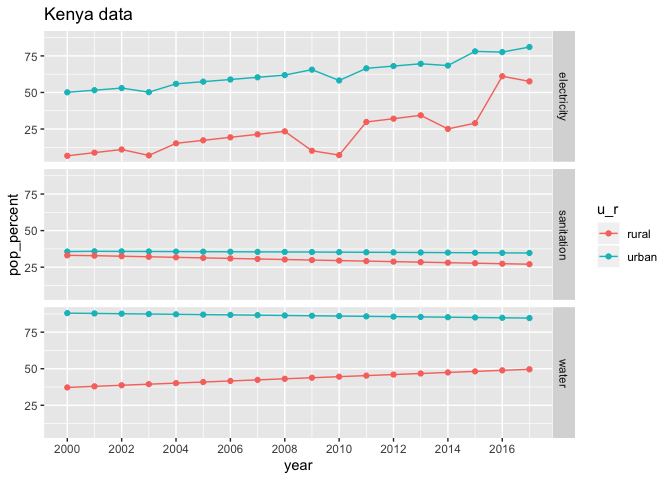 Kenya data
75
50
25
electricity
75
50
25
sanitation
75
50
25
water
pop_percent
2000 2002 2004 2006 2008 2010 2012 2014 2016
year
u_r
rural
urban